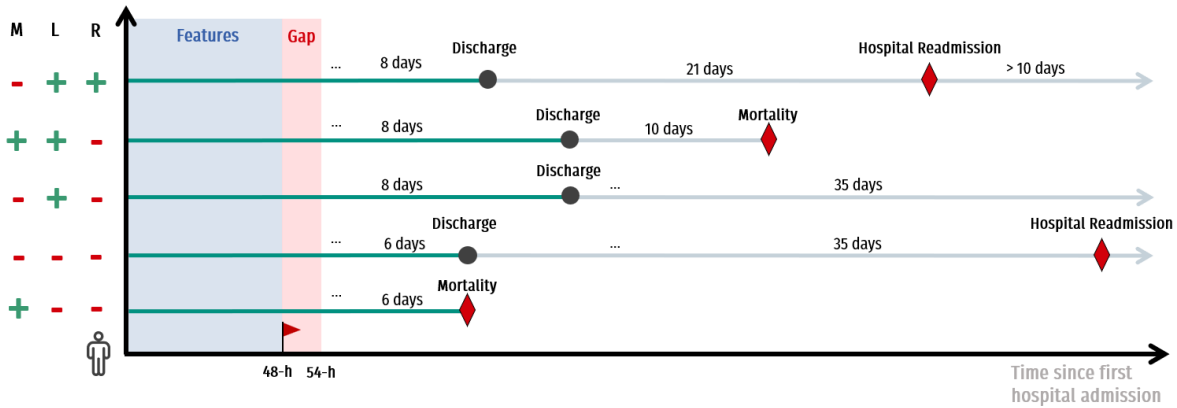 M L R
Features
Gap
- + +
...
8 days
Discharge
21 days
Hospital Readmission
> 10 days
+ + -
...
8 days
Discharge
10 days
Mortality
- + -
8 days
Discharge
...
35 days
- - -
...
6 days
Discharge
...
35 days
Hospital Readmission
+ - -
...
6 days
Mortality
48-h
54-h
Time since first
hospital admission